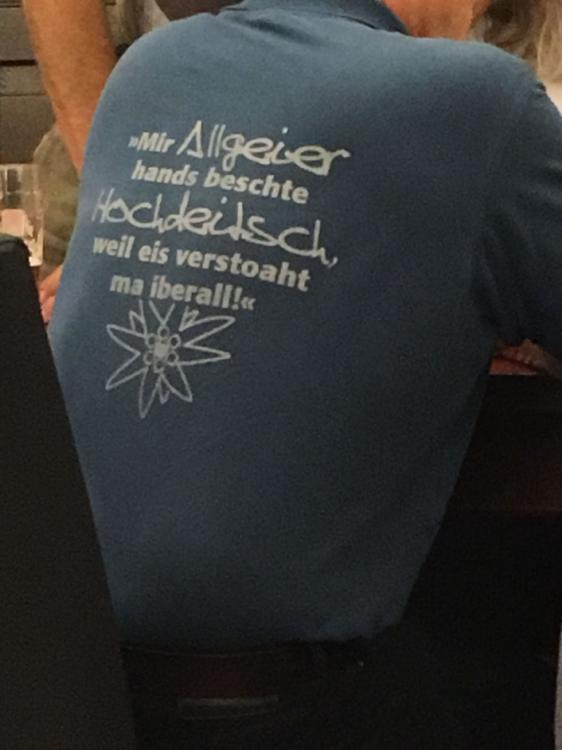 »Mir Allgeier
hands beschte
Hochdeitsch,
weil eis verstoaht
ma iberall!«